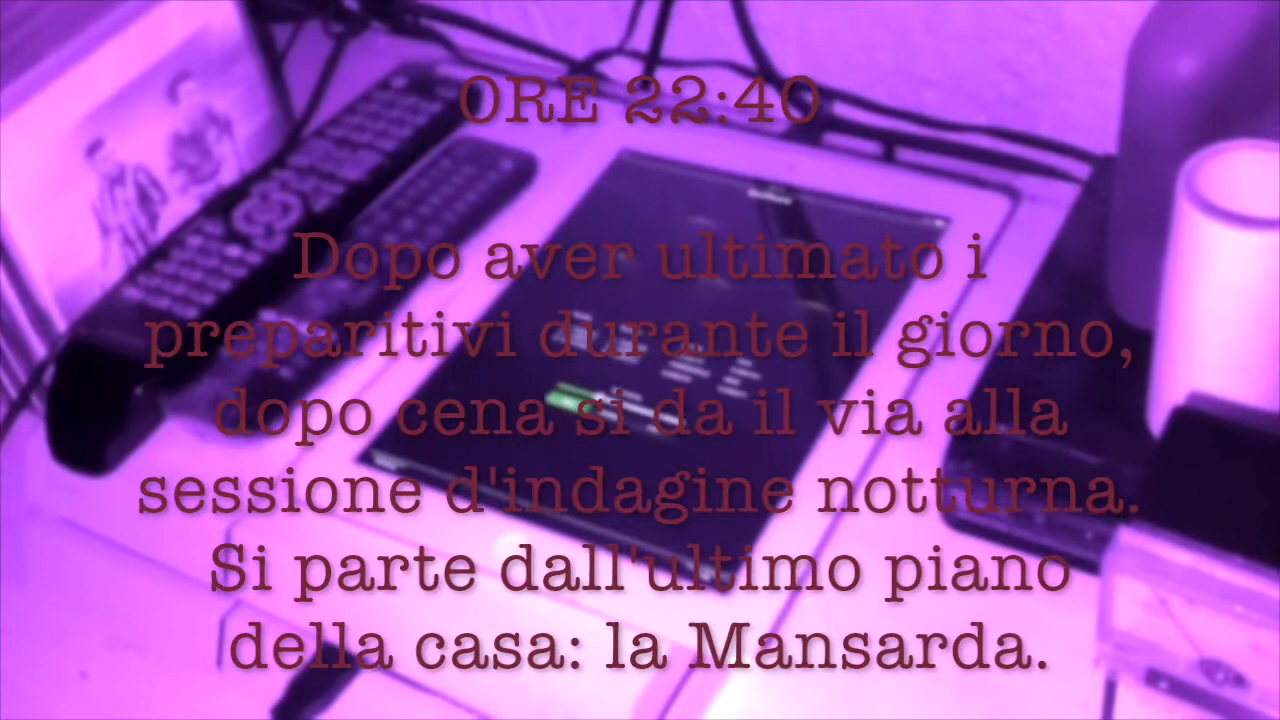 ORE 22:40
Dopo aver ultimato i
preparitivi durante il giorno,
dopo cena si da il via alla
sessione d'indagine notturna.
Si parte dall'ultimo piano
della casa: la Mansarda.